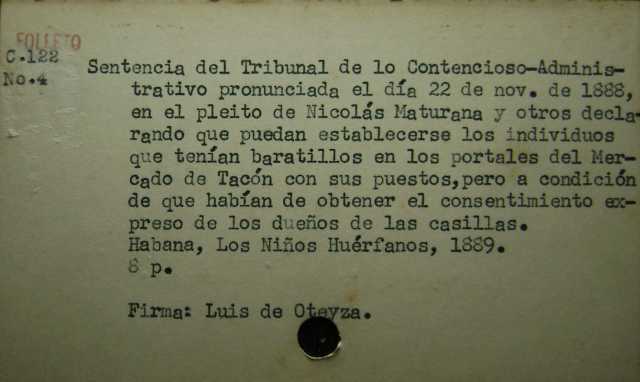 FOLLETO
C.122
No.4
Sentencia del Tribunal de lo Contencioso-Adminis-
trativo pronunciada el día 22 de nov. de 1888,
en el pleito de Nicolás Maturana y otros decla-
rando que puedan establecerse los individuos
que tenían baratillos en los portales del Mer-
cado de Tacón con sus puestos,pero a condición
de que habían de obtener el consentimiento ex-
preso de los dueños de las casillas.
Habana, Los Niños Huérfanos, 1889.
8 p.
Firma: Luis de Oteyza.